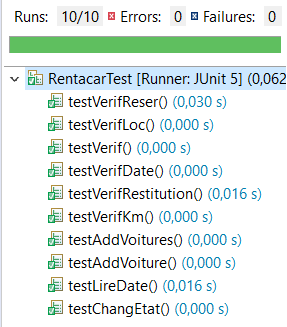 Runs: 10/10 Errors: 0 Failures: 0
RentacarTest [Runner: JUnit 5] (0,062
testVerifReser() (0,030 s)
testVerifLoc() (0,000 s)
testVerif() (0,000 s)
testVerifDate() (0,000 s)
testVerifRestitution() (0,016 s)
testVerifKm() (0,000 s)
testAddVoitures() (0,000 s)
testAddVoiture() (0,000 s)
testLireDate() (0,016 s)
testChangEtat() (0,000 s)